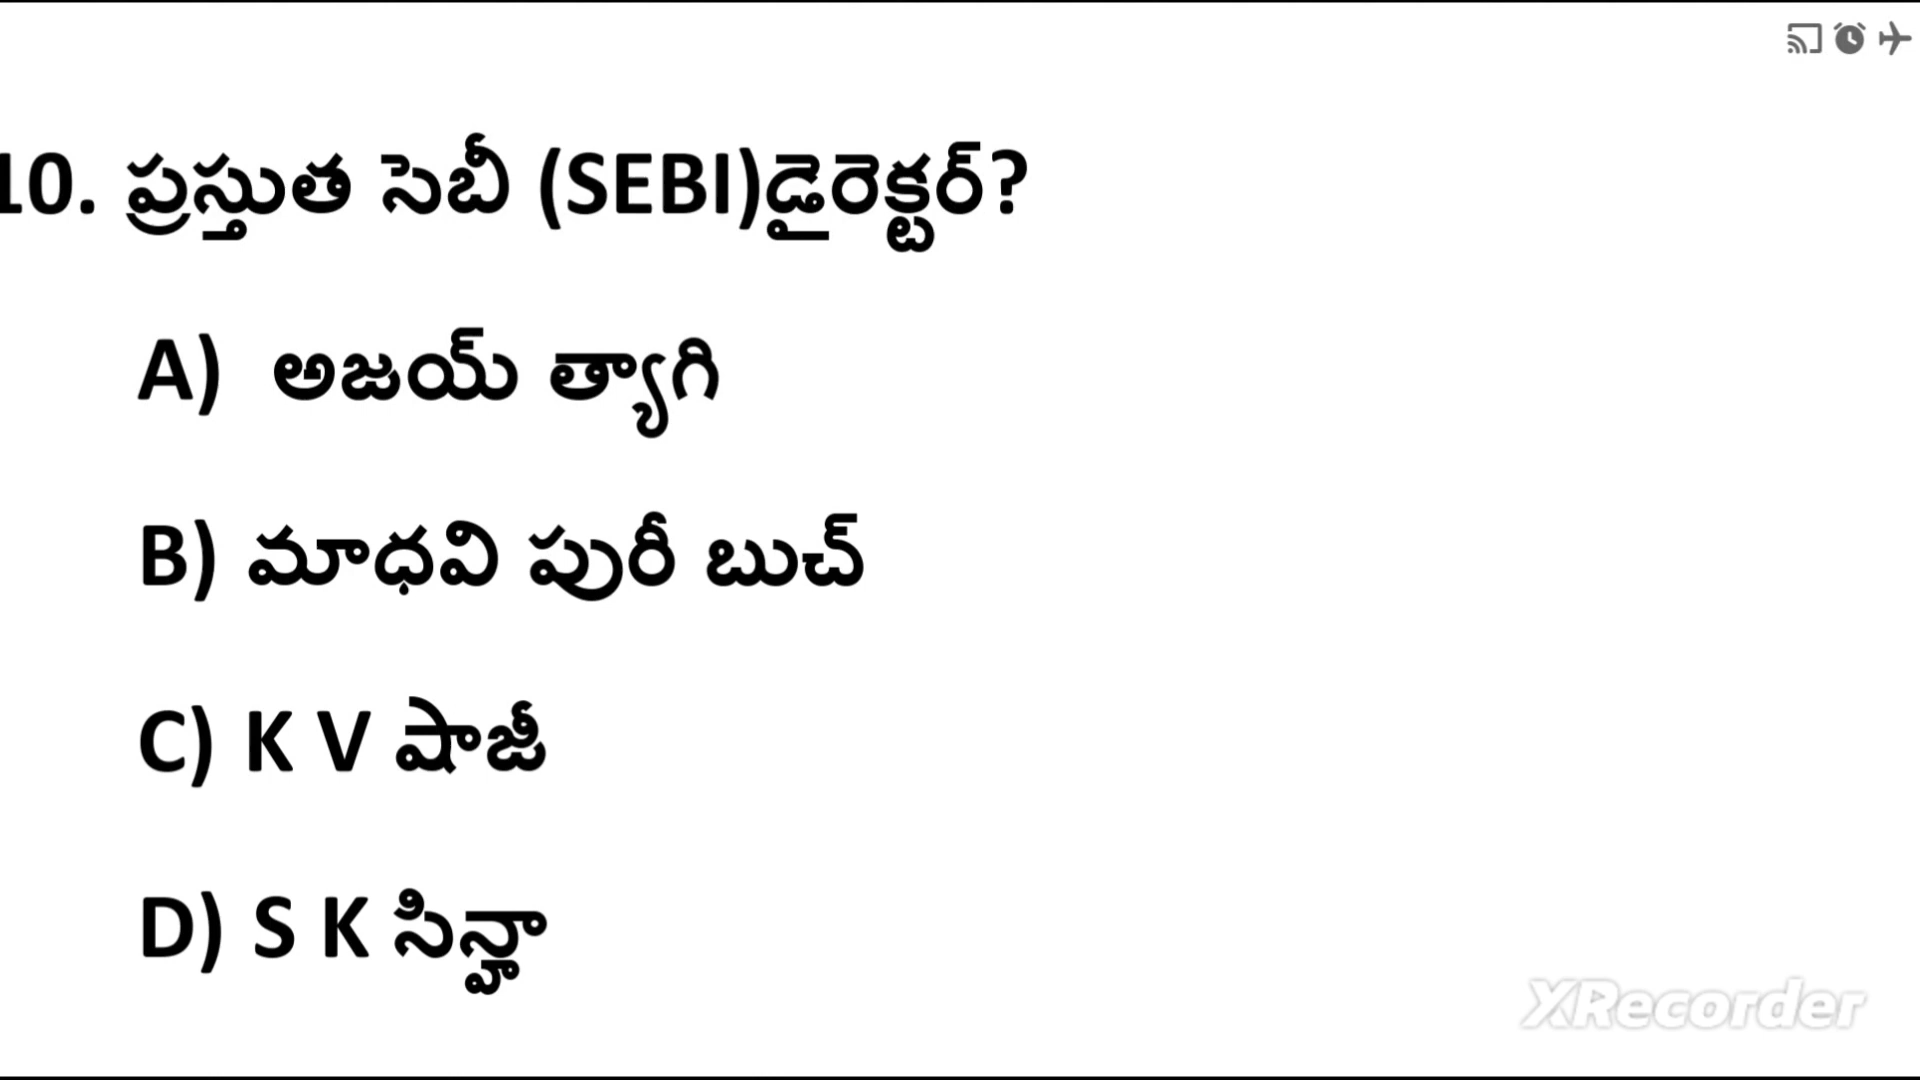 10. ప్రస్తుత సెబీ (SEBI)డైరెక్టర్?
A) అజయ్ త్యాగి
B) మాధవి పురీ బుచ్
C) K V షాజీ
D) S K సిన్హా
XRecorder